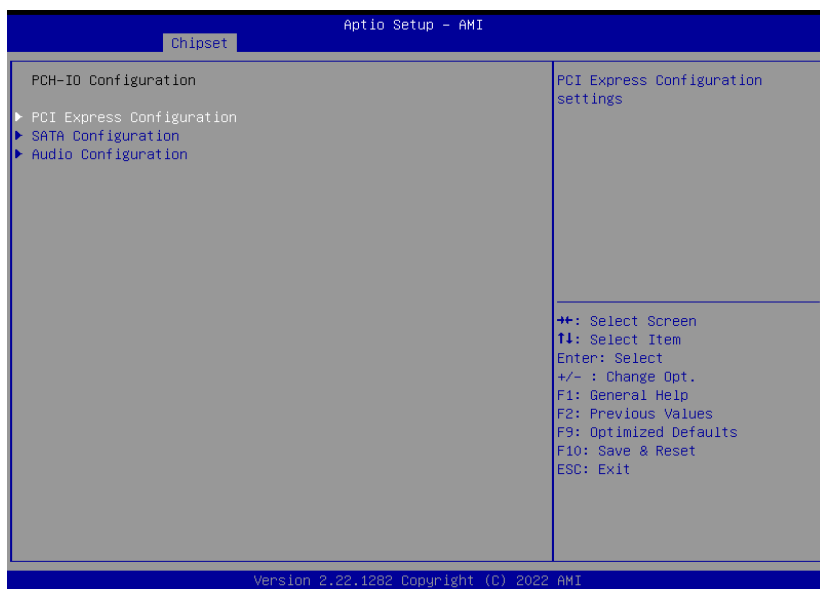 Aptio Setup – AMI
Chipset
PCH-IO Configuration
▶ PCI Express Configuration
▶ SATA Configuration
▶ Audio Configuration
PCI Express Configuration
settings
→←: Select Screen
↑↓: Select Item
Enter: Select
+/- : Change Opt.
F1: General Help
F2: Previous Values
F9: Optimized Defaults
F10: Save & Reset
ESC: Exit
Version 2.22.1282 Copyright (C) 2022 AMI